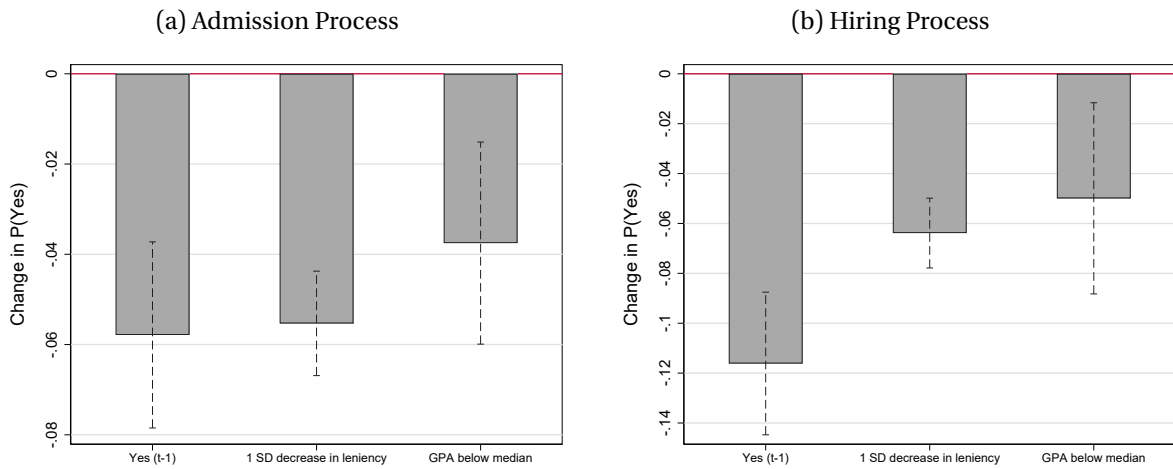 (a) Admission Process
Change in P(Yes)
0
-.02
-.04
-.06
-.08
Yes (t-1)
1 SD decrease in leniency
GPA below median
(b) Hiring Process
Change in P(Yes)
0
-.02
-.04
-.06
-.08
-.1
-.12
-.14
Yes (t-1)
1 SD decrease in leniency
GPA below median